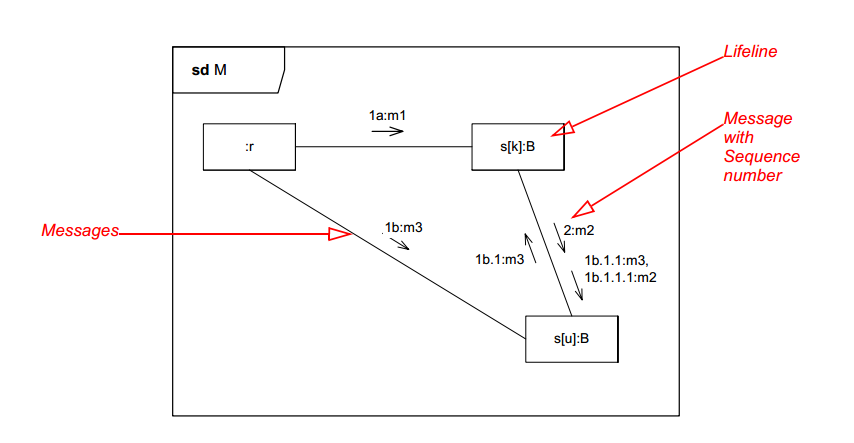 Lifeline
sd M
1a:m1
Message
with
Sequence
number
:r
s[k]:B
Messages
1b:m3
2:m2
1b.1:m3
1b.1.1:m3,
1b.1.1.1:m2
s[u]:B